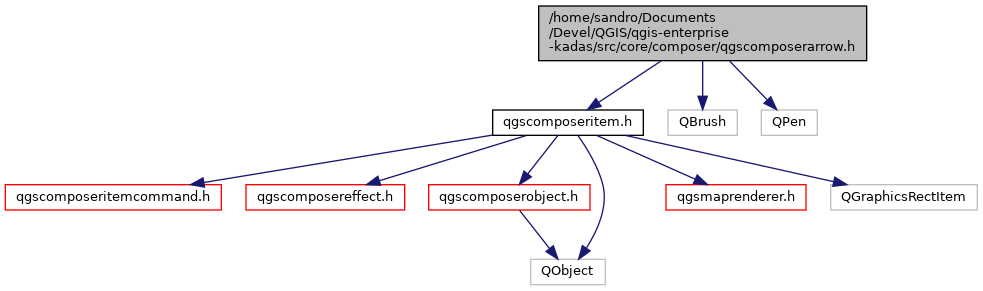 /home/sandro/Documents
/Devel/QGIS/qgis-enterprise
-kadas/src/core/composer/qgscomposerarrow.h
qgscomposeritem.h
QBrush
QPen
qgscomposeritemcommand.h
qgscomposereffect.h
qgscomposerobject.h
qgsmaprenderer.h
QGraphicsRectItem
QObject